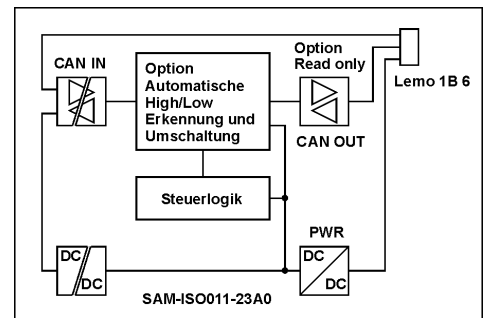 Option
Read only
CAN IN
Lemo 1B 6
Option
Automatische
High/Low
Erkennung und
Umschaltung
CAN OUT
Steuerlogik
PWR
DC
DC
DC
DC
SAM-ISO011-23A0